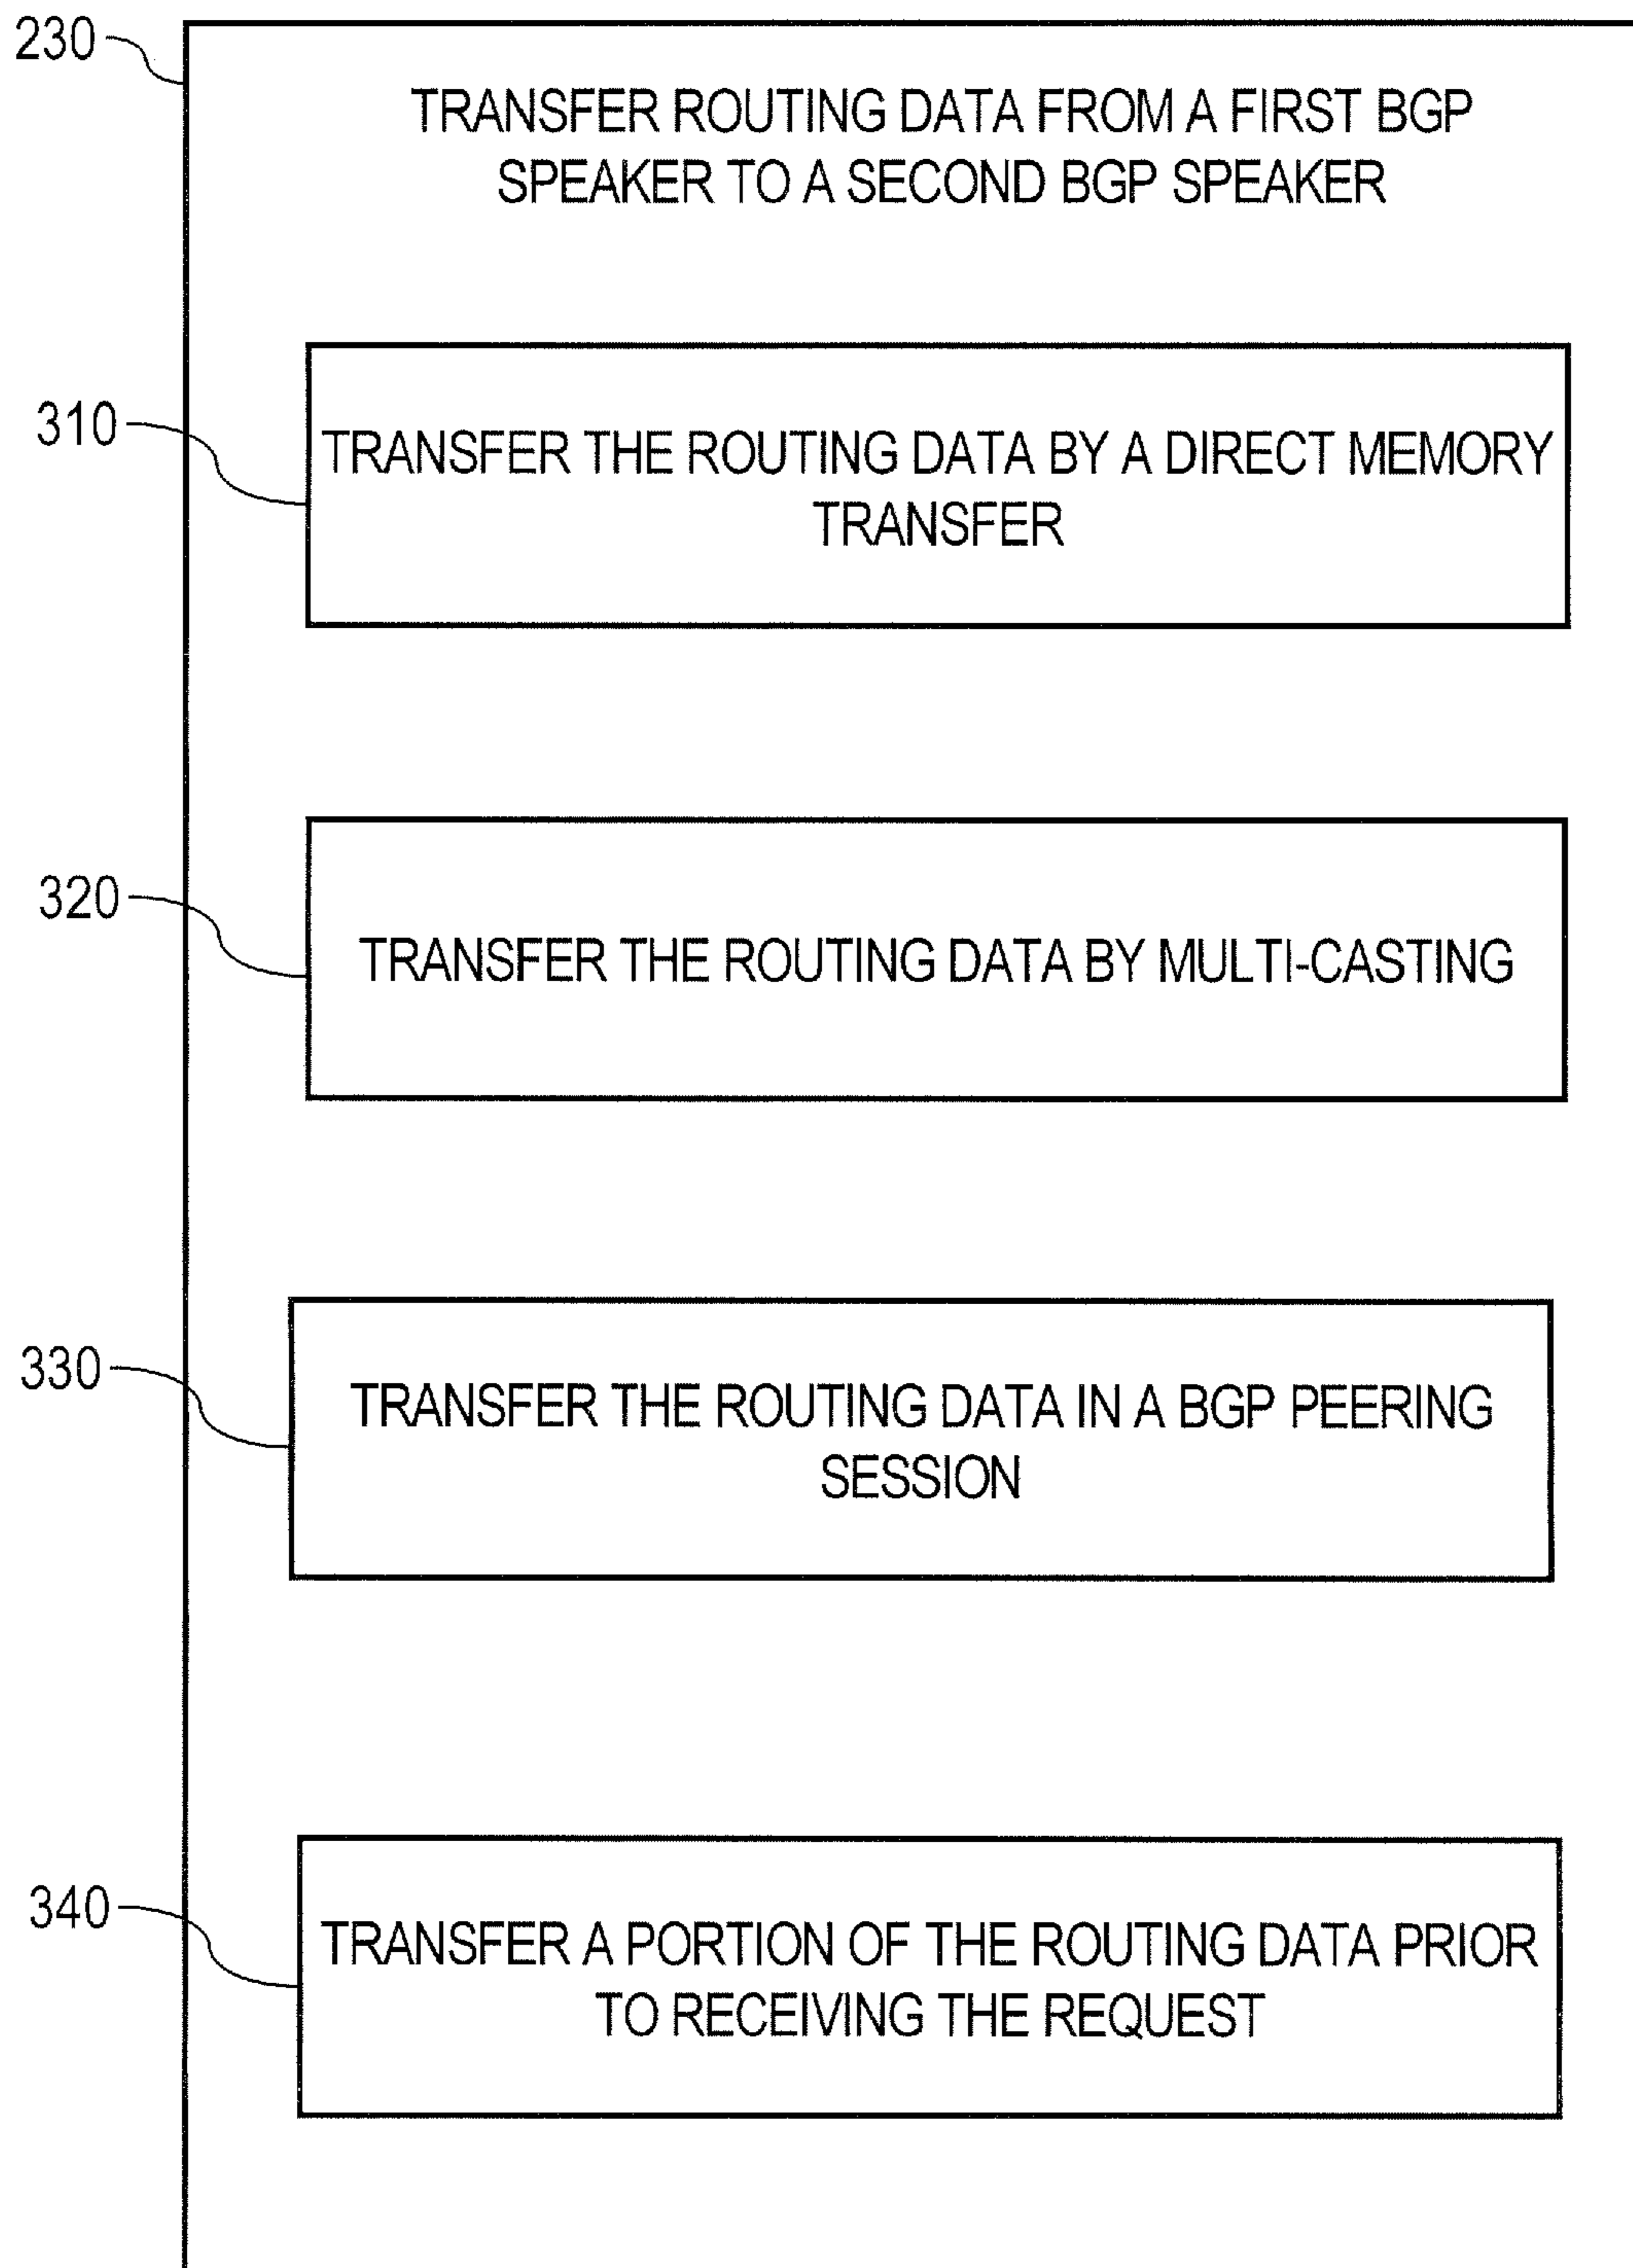 230
TRANSFER ROUTING DATA FROM A FIRST BGP
SPEAKER TO A SECOND BGP SPEAKER
310
TRANSFER THE ROUTING DATA BY A DIRECT MEMORY
TRANSFER
320
TRANSFER THE ROUTING DATA BY MULTI-CASTING
330
TRANSFER THE ROUTING DATA IN A BGP PEERING
SESSION
340
TRANSFER A PORTION OF THE ROUTING DATA PRIOR
TO RECEIVING THE REQUEST